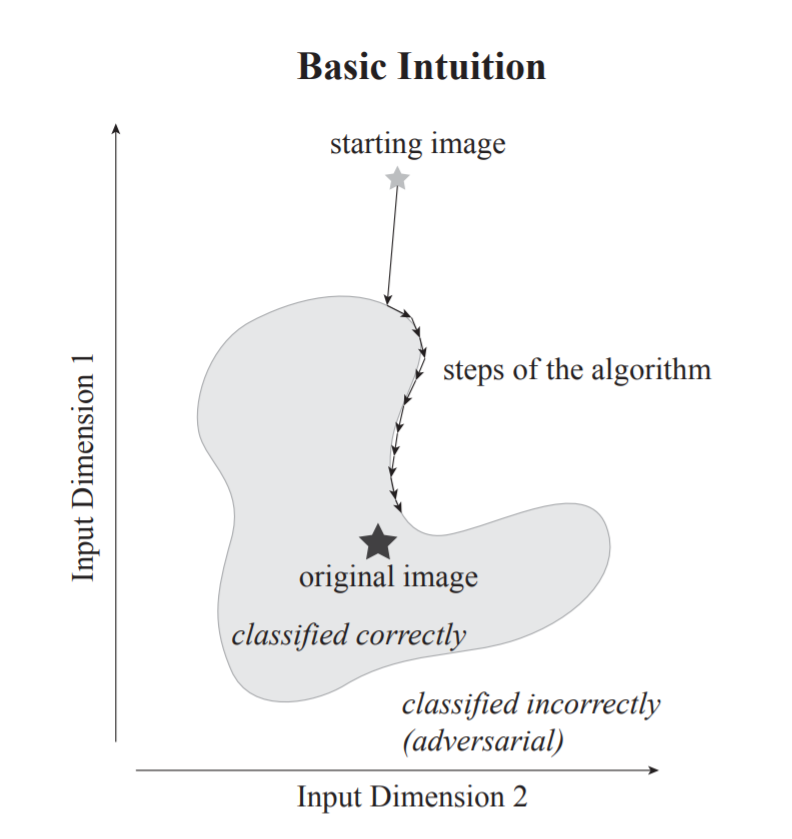 Basic Intuition
starting image
steps of the algorithm
Input Dimension 1
original image
classified correctly
classified incorrectly
(adversarial)
Input Dimension 2